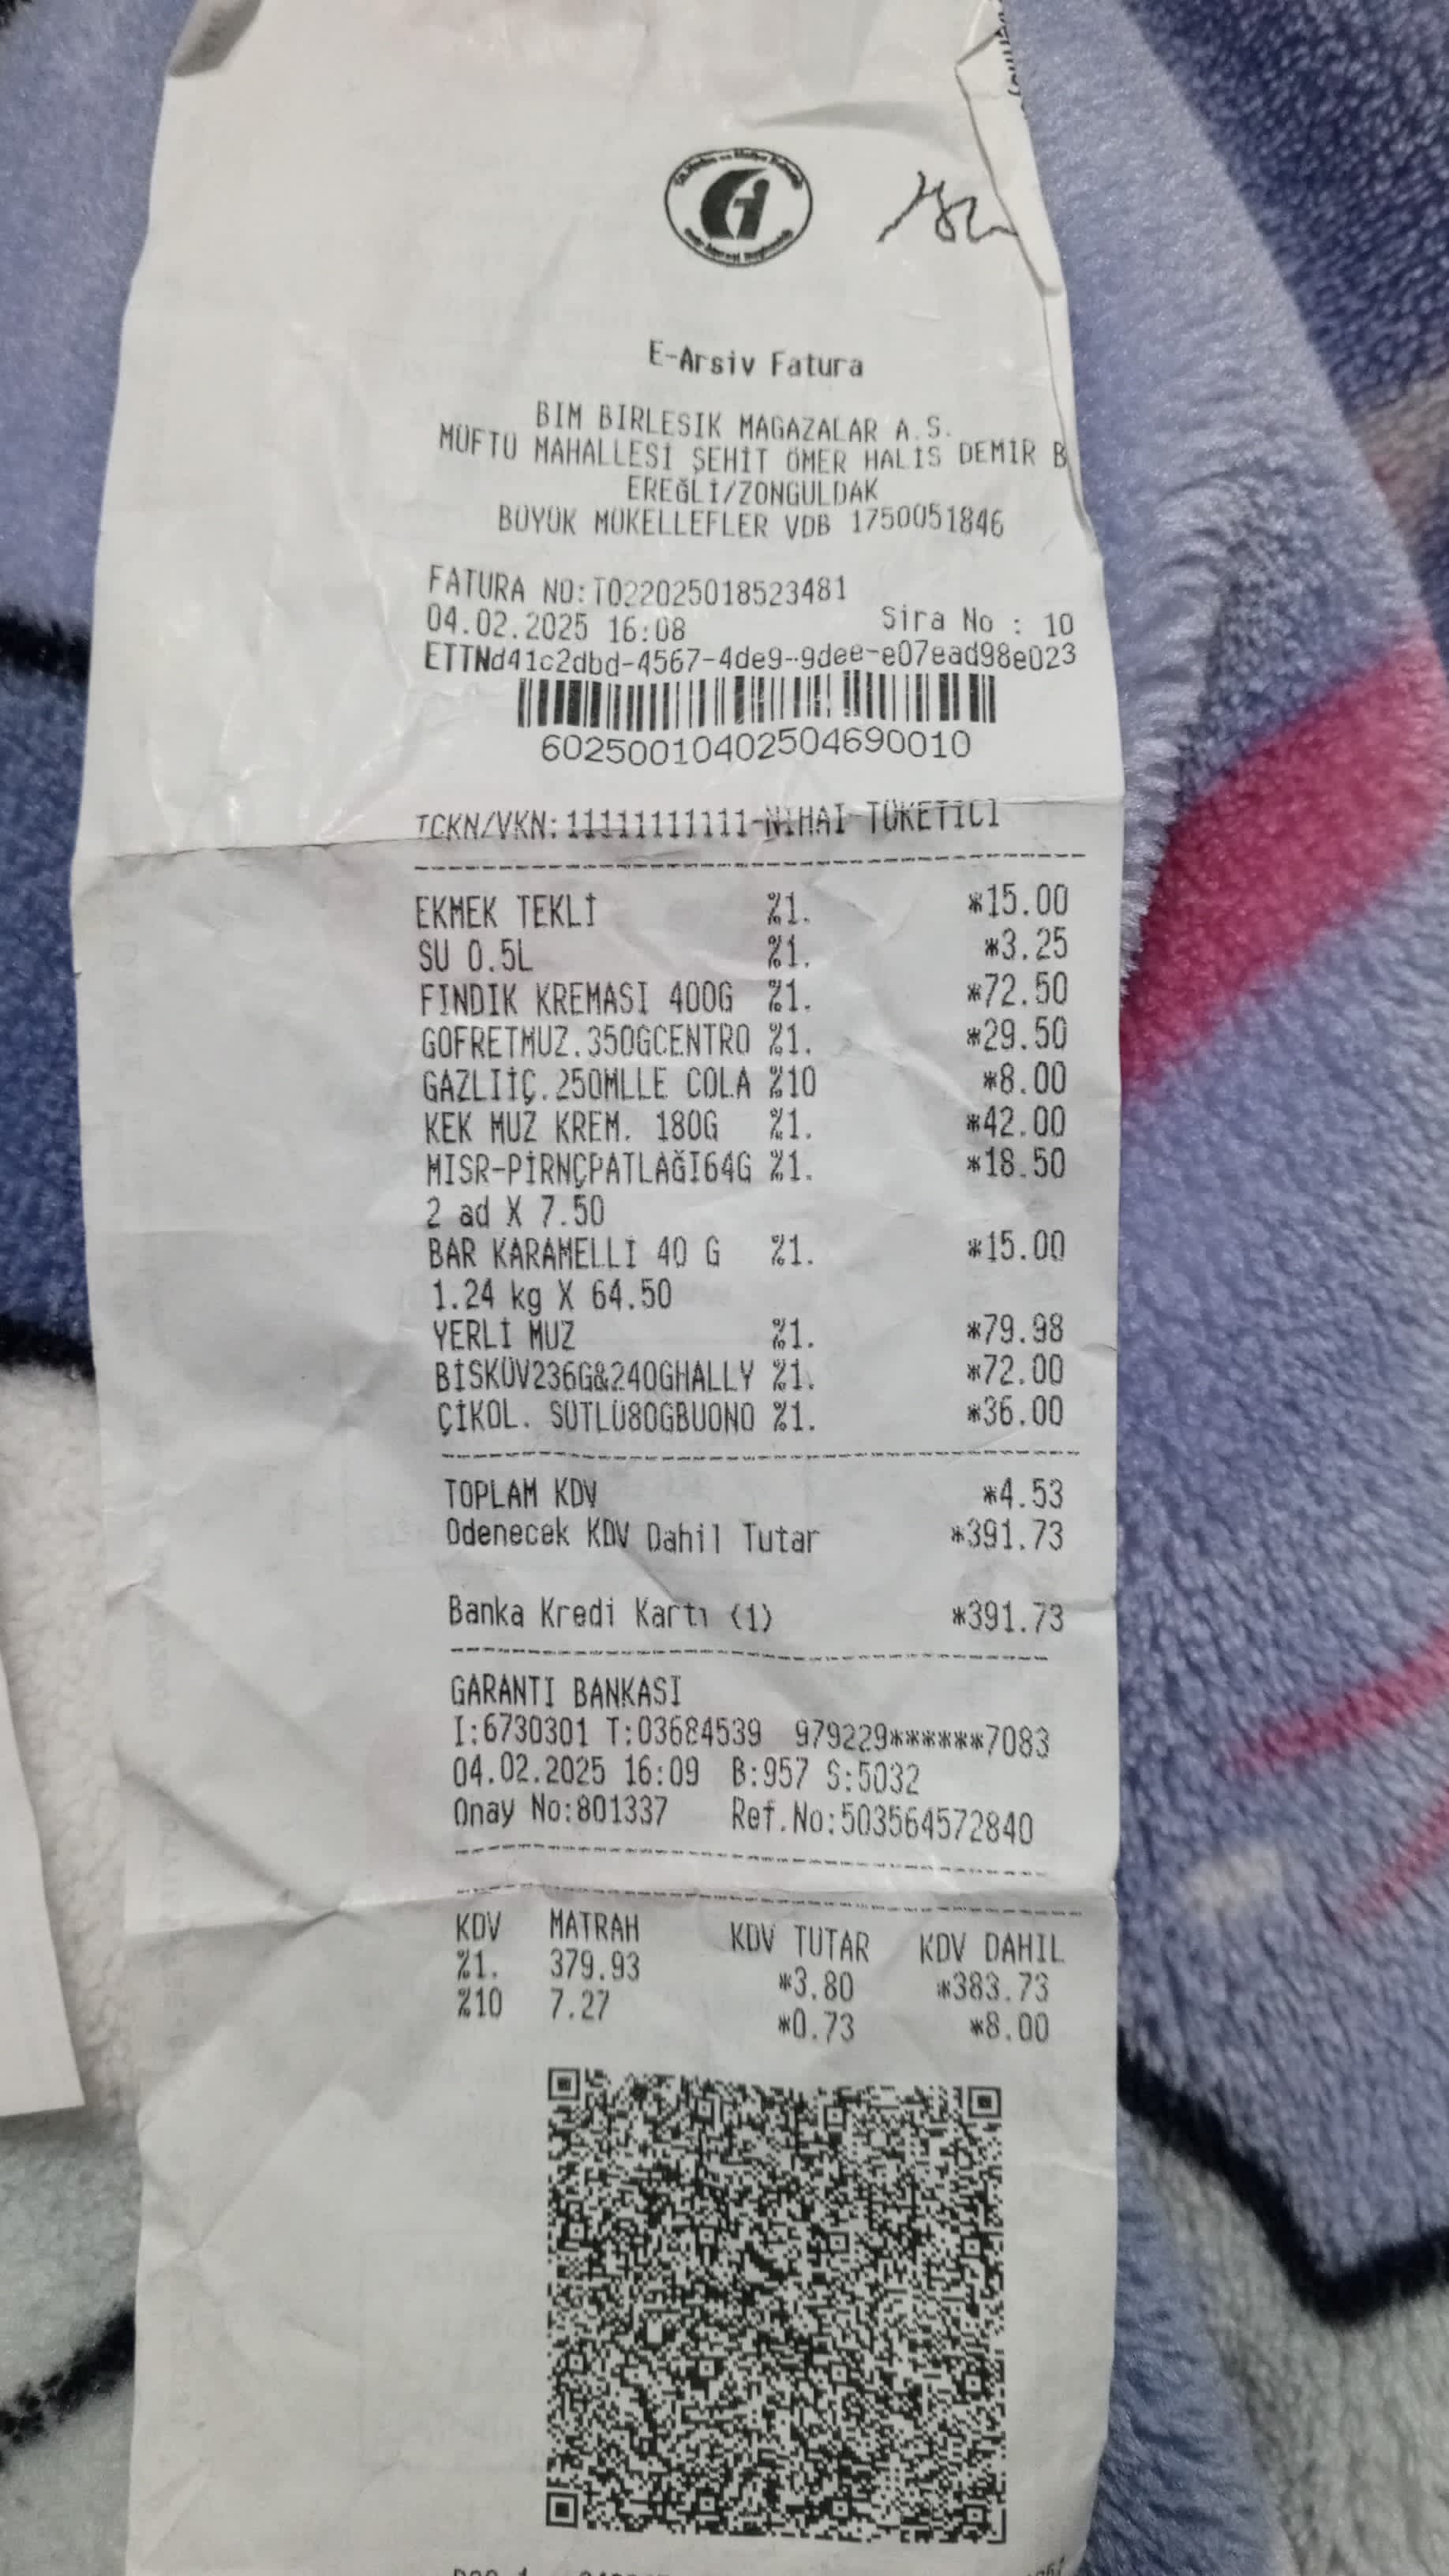 E-Arsiv Fatura
BIM BIRLESIK MAGAZALAR A.S.
MÜFTÜ MAHALLESİ ŞEHİT ÖMER HALİS DEMİR B
EREĞLİ/ZONGULDAK
BÜYÜK MÜKELLEFLER VDB 1750051846
FATURA NO:T022025018523481
04.02.2025 16:08 Sira No : 10
ETTNd41c2dbd-4567-4de9-9dee-e07ead98e023
60250010402504690010
TCKN/VKN:11111111111-NİHAİ TÜKETİCİ
EKMEK TEKLİ %1. *15.00
SU 0.5L %1. *3.25
FINDIK KREMASI 400G %1. *72.50
GOFRETMUZ.350GCENTRO %1. *29.50
GAZLIİÇ.250MLLE COLA %10 *8.00
KEK MUZ KREM. 180G %1. *42.00
MISR-PİRNÇPATLAĞI64G %1. *18.50
2 ad X 7.50
BAR KARAMELLİ 40 G %1. *15.00
1.24 kg X 64.50
YERLİ MUZ %1. *79.98
BİSKÜV236G&240GHALLY %1. *72.00
ÇİKOL. SÜTLÜ80GBUONO %1. *36.00
TOPLAM KDV *4.53
Odenecek KDV Dahil Tutar *391.73
Banka Kredi Kartı (1) *391.73
GARANTI BANKASI
I:6730301 T:03684539 979229******7083
04.02.2025 16:09 B:957 S:5032
Onay No:801337 Ref.No:503564572840
KDV MATRAH KDV TUTAR KDV DAHIL
%1. 379.93 *3.80 *383.73
%10 7.27 *0.73 *8.00